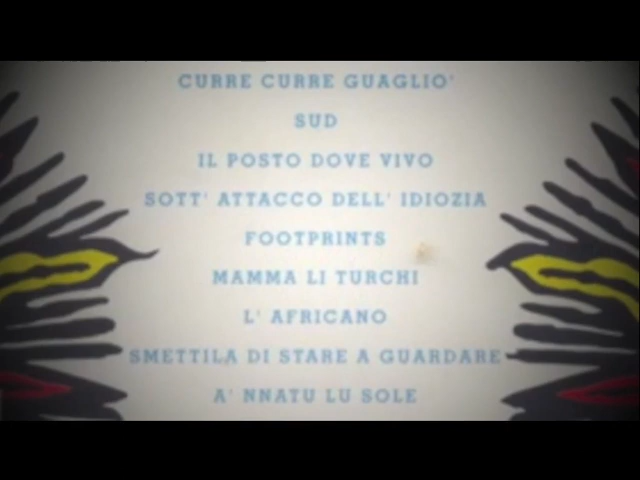 CURRE CURRE GUAGLIO'
SUD
IL POSTO DOVE VIVO
SOTT' ATTACCO DELL' IDIOZIA
FOOTPRINTS
MAMMA LI TURCHI
L' AFRICANO
SMETTILA DI STARE A GUARDARE
A' NNATU LU SOLE